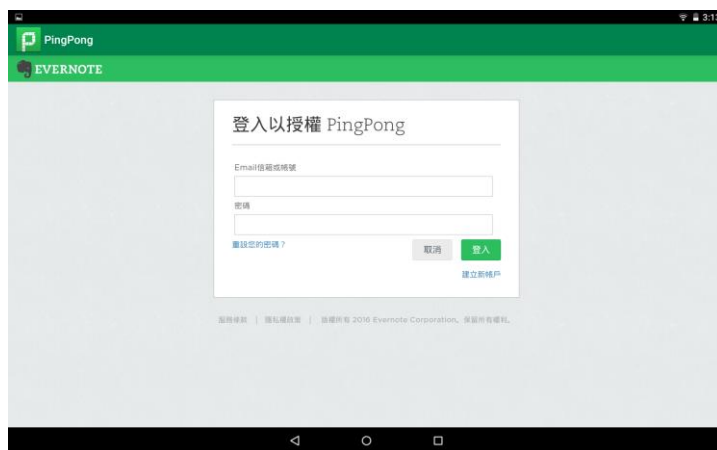 3:13
PingPong
EVERNOTE
登入以授權 PingPong
Email信箱或帳號
密碼
重設您的密碼？
取消
登入
建立新帳戶
服務條款 | 隱私權政策 | 版權所有 2016 Evernote Corporation。保留所有權利。